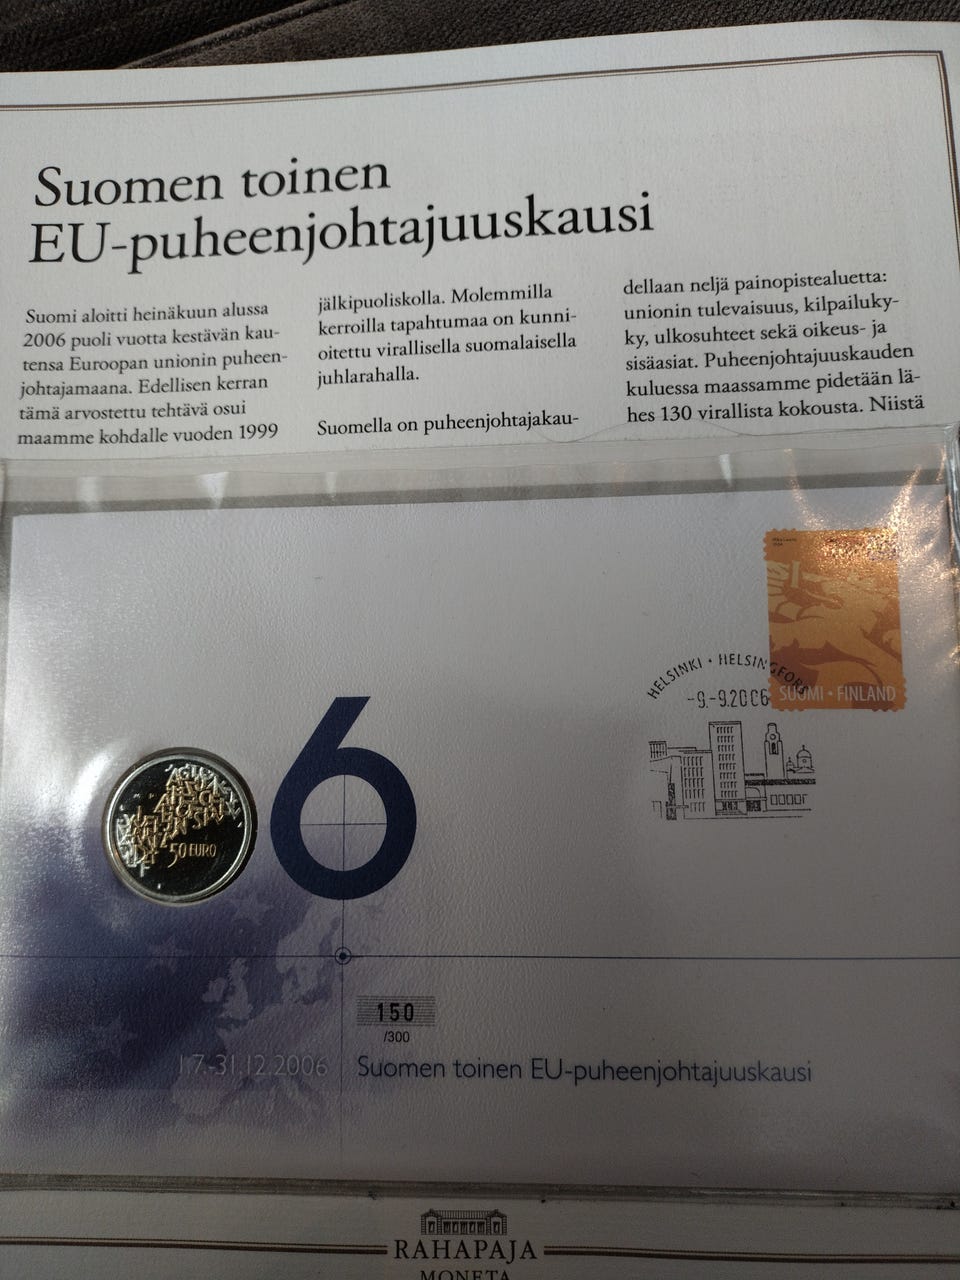 Suomen toinen
EU-puheenjohtajuuskausi
Suomi aloitti heinäkuun alussa
2006 puoli vuotta kestävän kau-
tensa Euroopan unionin puheen-
johtajamaana. Edellisen kerran
tämä arvostettu tehtävä osui
maamme kohdalle vuoden 1999
jälkipuoliskolla. Molemmilla
kerroilla tapahtumaa on kunni-
oitettu virallisella suomalaisella
juhlarahalla.
Suomella on puheenjohtajakau-
dellaan neljä painopistealuetta:
unionin tulevaisuus, kilpailuky-
ky, ulkosuhteet sekä oikeus- ja
sisäasiat. Puheenjohtajuuskauden
kuluessa maassamme pidetään lä-
hes 130 virallista kokousta. Niistä
HELSINKI • HELSINGFORS
-9.-9.2006
SUOMI • FINLAND
50 EURO
6
150
/300
1.7.-31.12.2006
Suomen toinen EU-puheenjohtajuuskausi
RAHAPAJA
MONETA